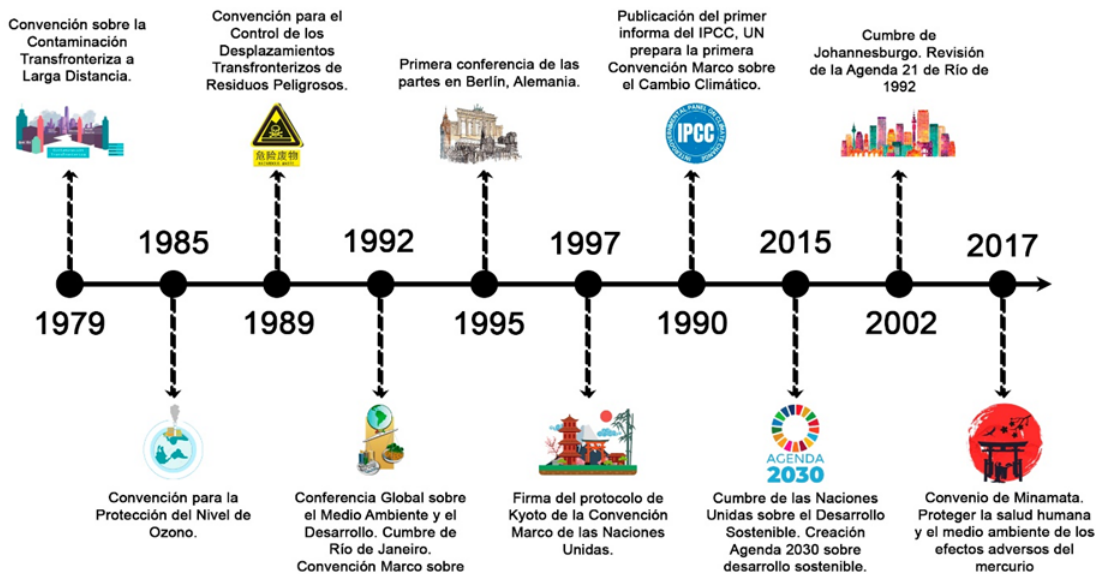 Convención sobre la
Contaminación
Transfronteriza a
Larga Distancia.
Convención para el
Control de los
Desplazamientos
Transfronterizos de
Residuos Peligrosos.
Primera conferencia de las
partes en Berlín, Alemania.
Publicación del primer
informa del IPCC, UN
prepara la primera
Convención Marco sobre
el Cambio Climático.
Cumbre de
Johannesburgo. Revisión
de la Agenda 21 de Río de
1992
危險废物
INTERGOVERNMENTAL PANEL ON CLIMATE CHANGE
IPCC
1985
1992
1997
2015
2017
1979
1989
1995
1990
2002
AGENDA
2030
Convención para la
Protección del Nivel de
Ozono.
Conferencia Global sobre
el Medio Ambiente y el
Desarrollo. Cumbre de
Río de Janeiro.
Convención Marco sobre
Firma del protocolo de
Kyoto de la Convención
Marco de las Naciones
Unidas.
Cumbre de las Naciones
Unidas sobre el Desarrollo
Sostenible. Creación
Agenda 2030 sobre
desarrollo sostenible.
Convenio de Minamata.
Proteger la salud humana
y el medio ambiente de los
efectos adversos del
mercurio